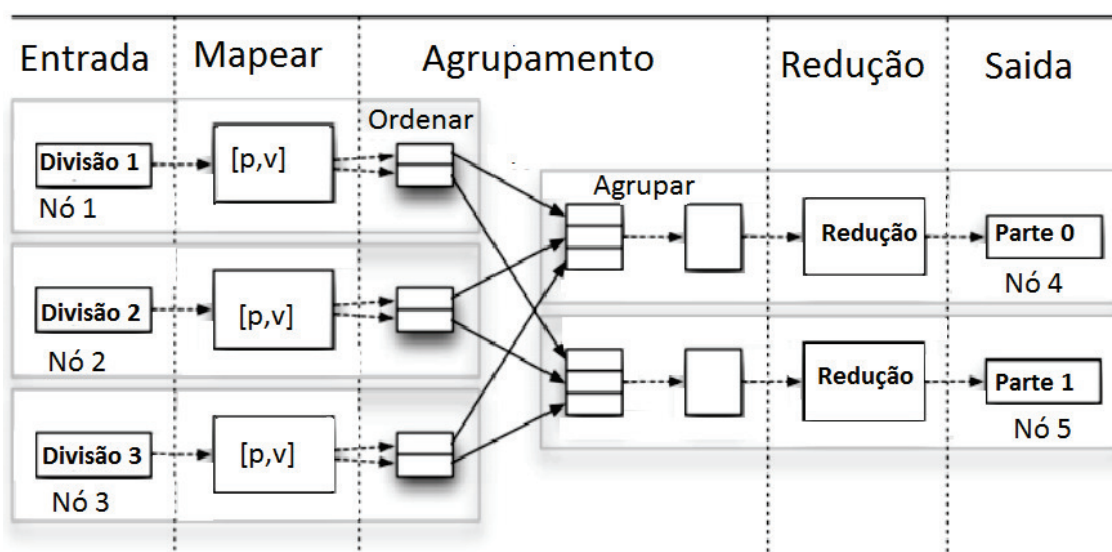 Entrada
Mapear
Agrupamento
Redução
Saida
Ordenar
Divisão 1
[p,v]
Nó 1
Agrupar
Redução
Parte 0
Nó 4
Divisão 2
[p,v]
Nó 2
Redução
Parte 1
Nó 5
Divisão 3
[p,v]
Nó 3